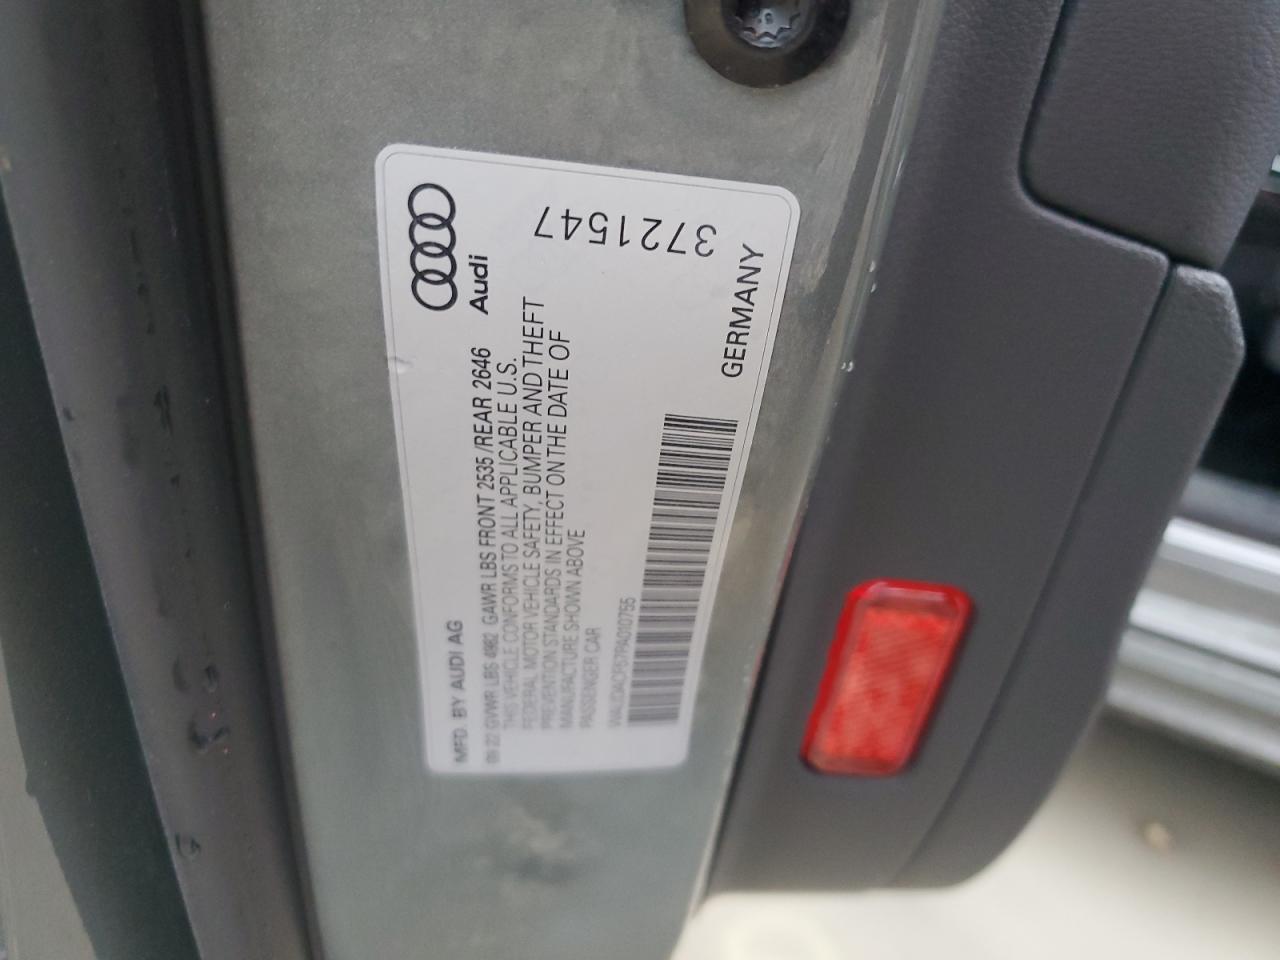 Audi
MFD. BY AUDI AG
GVWR LBS 4982 GAWR LBS FRONT 2535 /REAR 2646
THIS VEHICLE CONFORMS TO ALL APPLICABLE U.S.
FEDERAL MOTOR VEHICLE SAFETY, BUMPER AND THEFT
PREVENTION STANDARDS IN EFFECT ON THE DATE OF
MANUFACTURE SHOWN ABOVE
PASSENGER CAR
GERMANY
3721547